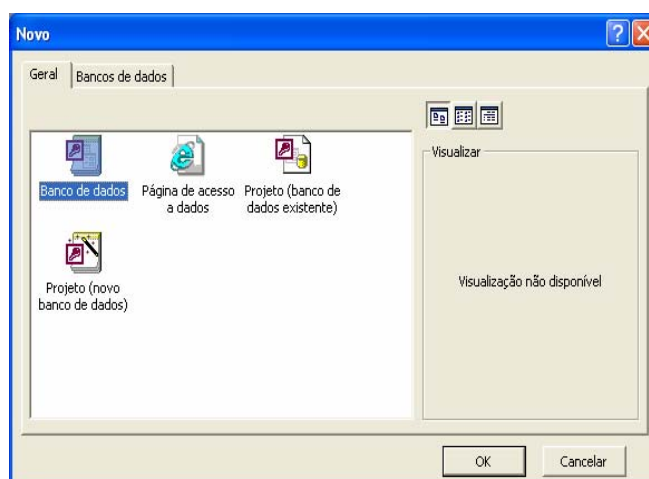 Novo
Geral
Bancos de dados
Banco de dados
Página de acesso
a dados
Projeto (banco de
dados existente)
Projeto (novo
banco de dados)
Visualizar
Visualização não disponível
OK
Cancelar